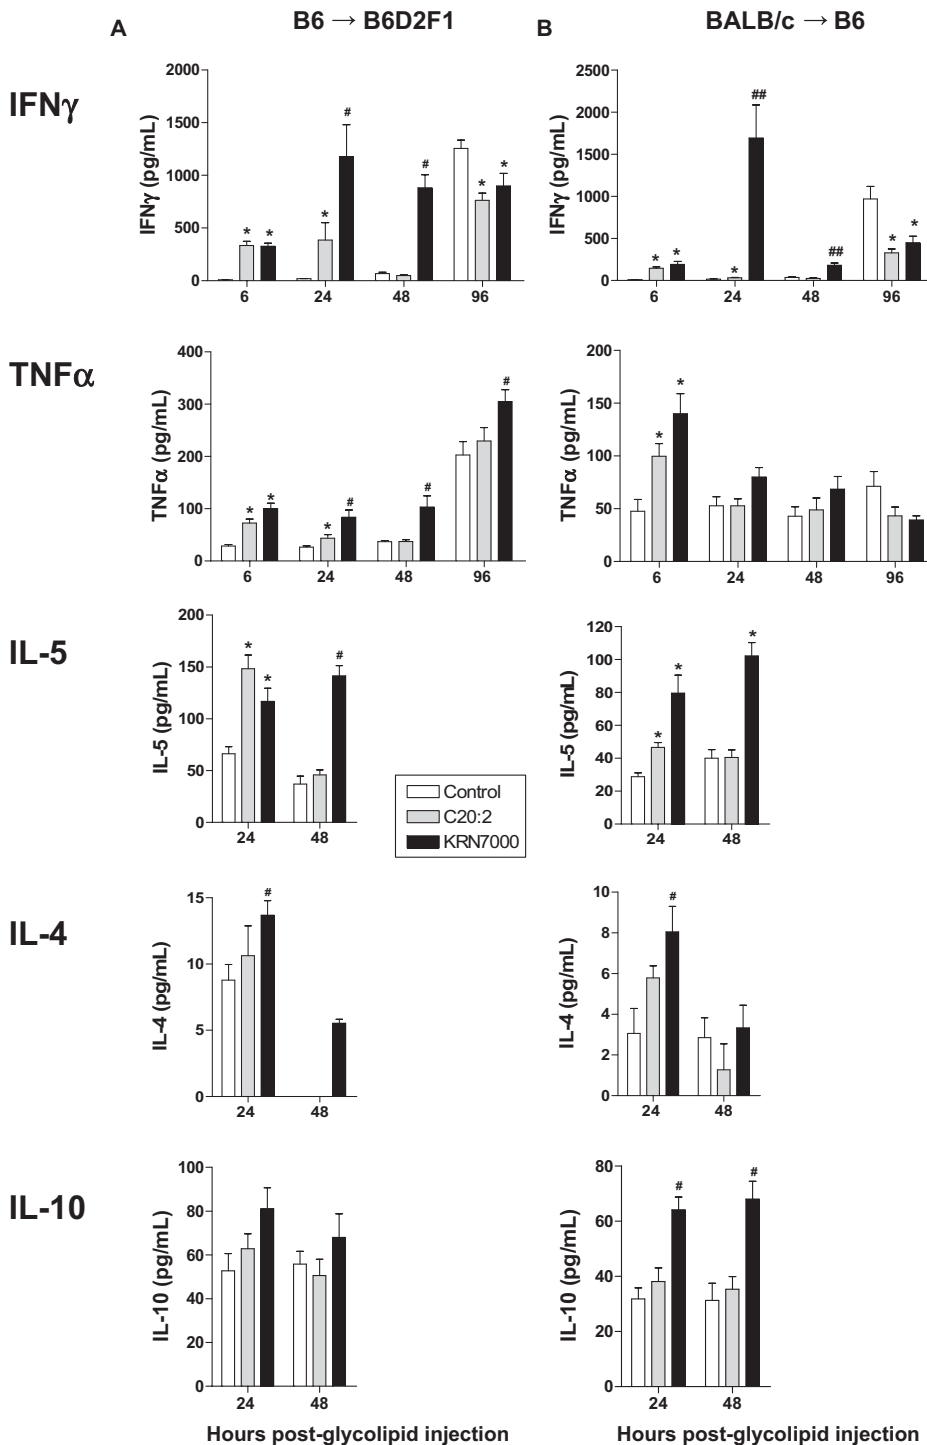 A B6 → B6D2F1
B BALB/c → B6
IFNγ
IFNγ (pg/mL)
2000
1500
1000
500
0
* * * # # * *
6 24 48 96
IFNγ (pg/mL)
2500
2000
1500
1000
500
0
* * * ## ## * *
6 24 48 96
TNFα
TNFα (pg/mL)
400
300
200
100
0
* * * # # #
6 24 48 96
TNFα (pg/mL)
200
150
100
50
0
* *
6 24 48 96
IL-5
IL-5 (pg/mL)
200
150
100
50
0
* * #
24 48
IL-5 (pg/mL)
120
100
80
60
40
20
0
* * *
24 48
Control
C20:2
KRN7000
IL-4
IL-4 (pg/mL)
15
10
5
0
#
24 48
IL-4 (pg/mL)
10
8
6
4
2
0
#
24 48
IL-10
IL-10 (pg/mL)
100
80
60
40
20
0
24 48
Hours post-glycolipid injection
IL-10 (pg/mL)
80
60
40
20
0
# #
24 48
Hours post-glycolipid injection